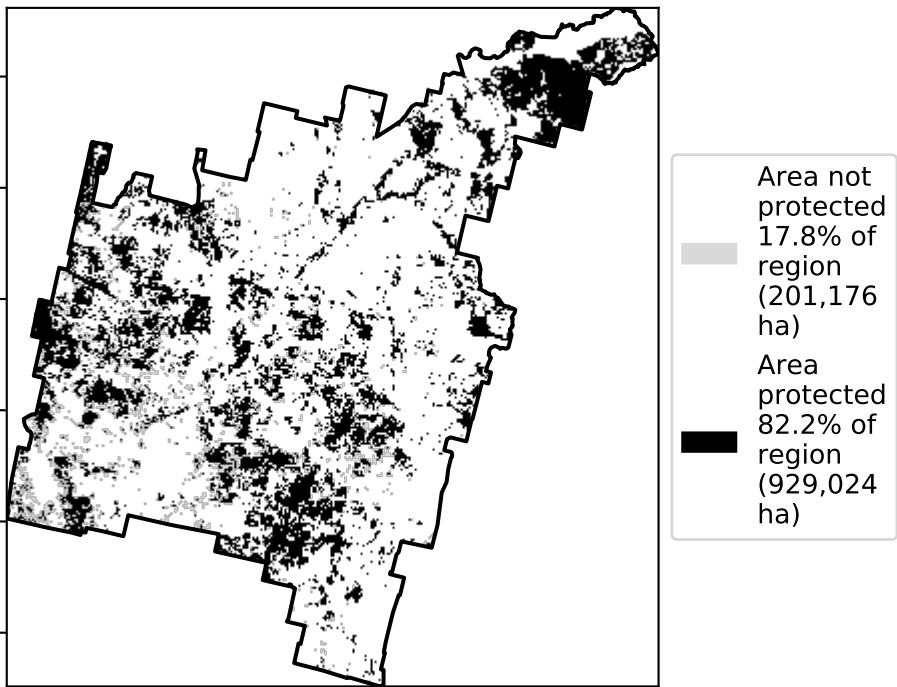 Area not
protected
17.8% of
region
(201,176
ha)
Area
protected
82.2% of
region
(929,024
ha)